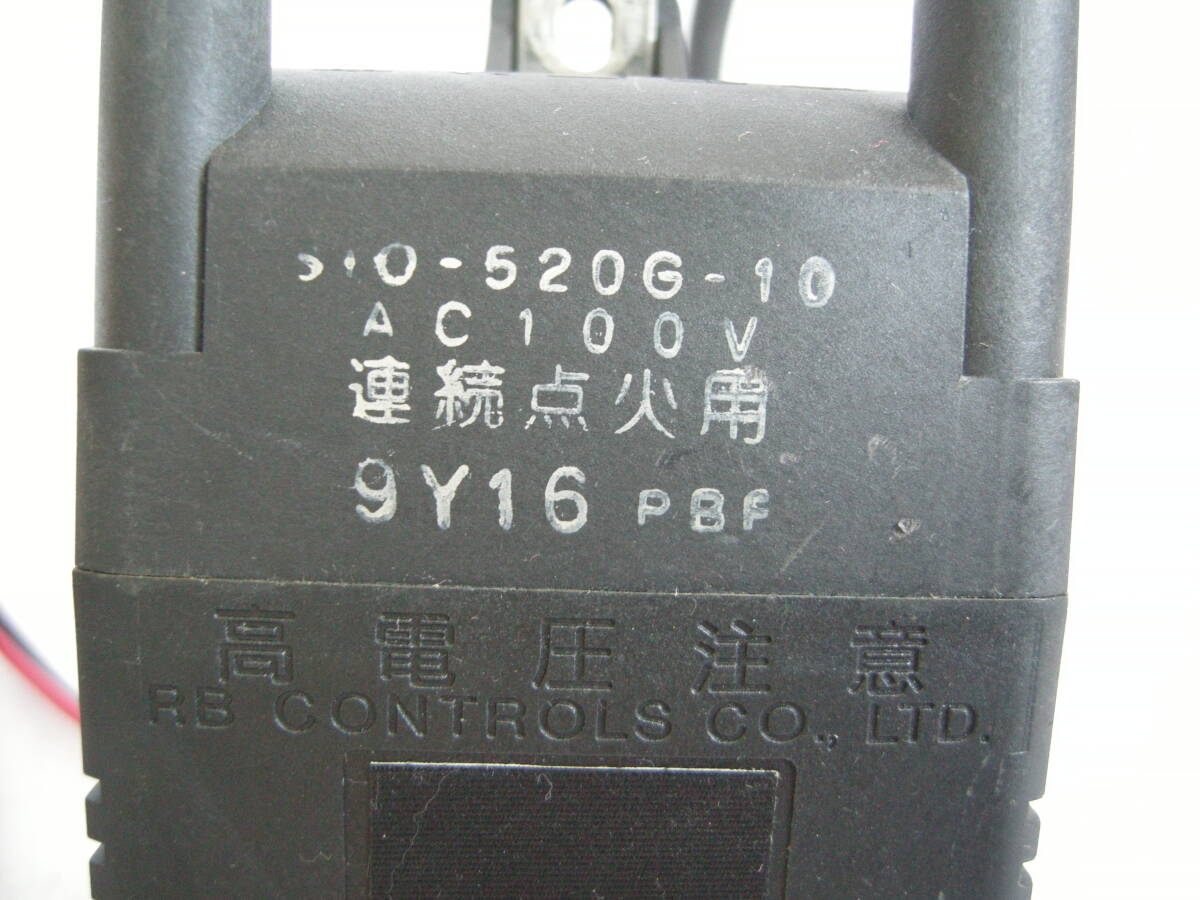 -520G-10
AC100V
連続点火用
9Y16 PBF
高電圧注意
RB CONTROLS CO., LTD.